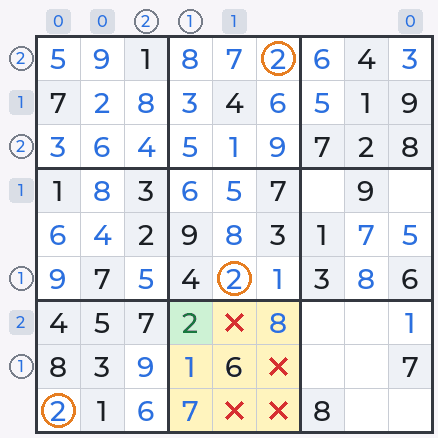 0 0 2 1 1 0
2 5 9 1 8 7 2 6 4 3
1 7 2 8 3 4 6 5 1 9
2 3 6 4 5 1 9 7 2 8
1 1 8 3 6 5 7 9
6 4 2 9 8 3 1 7 5
1 9 7 5 4 2 1 3 8 6
2 4 5 7 2 8 1
1 8 3 9 1 6 7
2 1 6 7 8